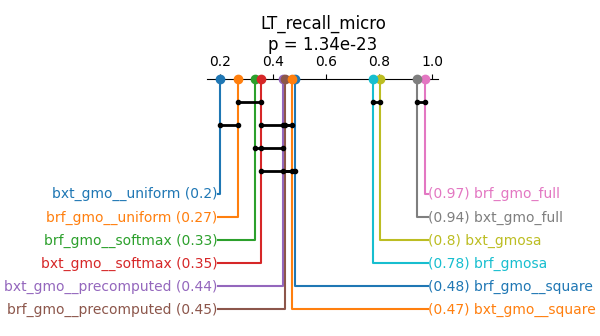 LT_recall_micro
p = 1.34e-23
0.2 0.4 0.6 0.8 1.0
bxt_gmo__uniform (0.2) (0.97) brf_gmo_full
brf_gmo__uniform (0.27) (0.94) bxt_gmo_full
brf_gmo__softmax (0.33) (0.8) bxt_gmosa
bxt_gmo__softmax (0.35) (0.78) brf_gmosa
bxt_gmo__precomputed (0.44) (0.48) brf_gmo__square
brf_gmo__precomputed (0.45) (0.47) bxt_gmo__square